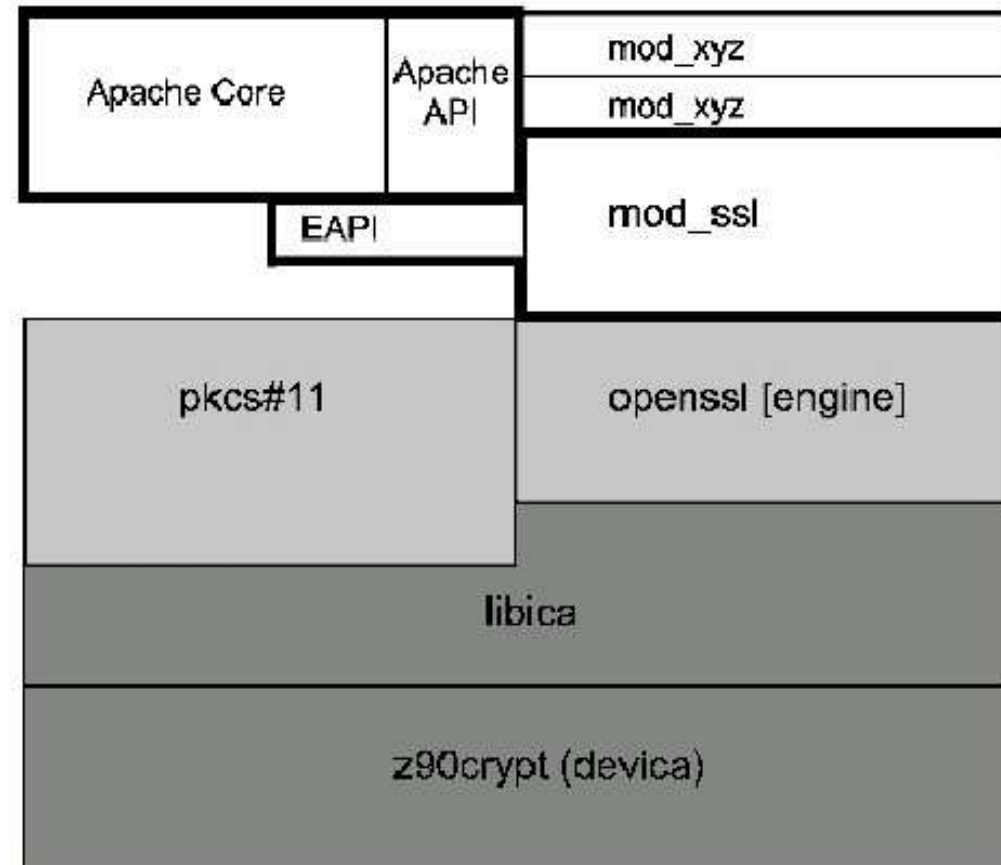 Apache Core
Apache
API
mod_xyz
mod_xyz
EAPI
mod_ssl
pkcs#11
openssl [engine]
libica
z90crypt (devica)